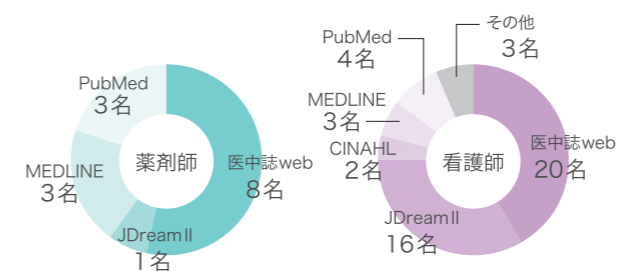 PubMed
3名
MEDLINE
3名
薬剤師
医中誌web
8名
JDreamⅡ
1名
その他
3名
PubMed
4名
MEDLINE
3名
CINAHL
2名
看護師
医中誌web
20名
JDreamⅡ
16名